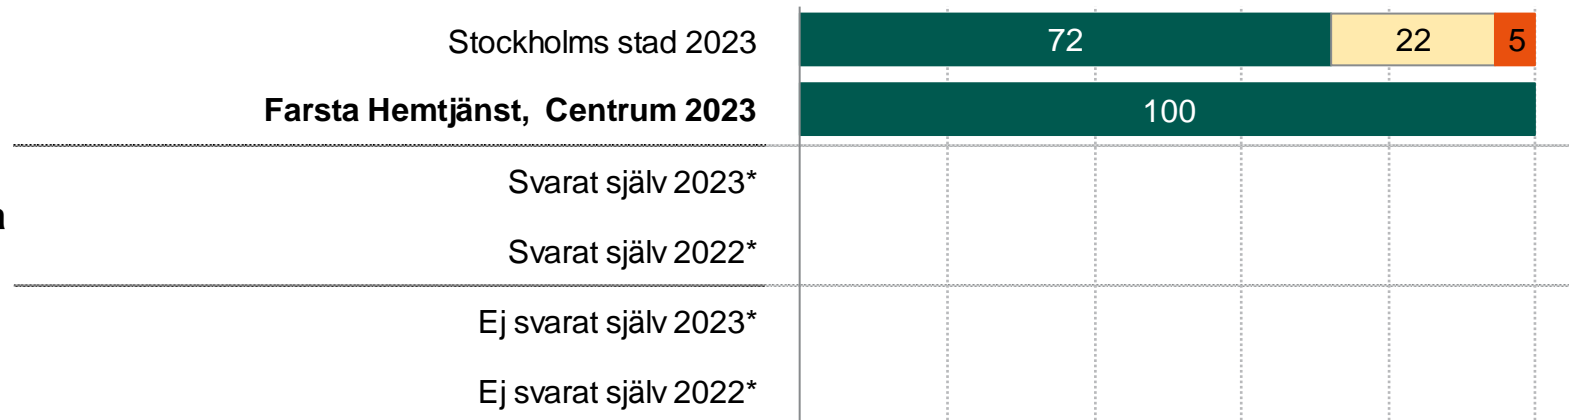 Stockholms stad 2023 72 22 5
Farsta Hemtjänst, Centrum 2023 100
Svarat själv 2023*
Svarat själv 2022*
Ej svarat själv 2023*
Ej svarat själv 2022*